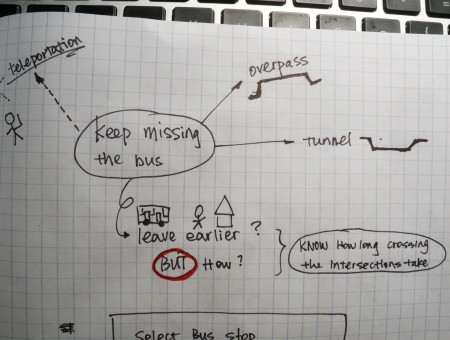 teleportation
overpass
keep missing
the bus
tunnel
leave earlier ?
BUT How?
KNOW How long crossing
the intersections take
Select Bus stop